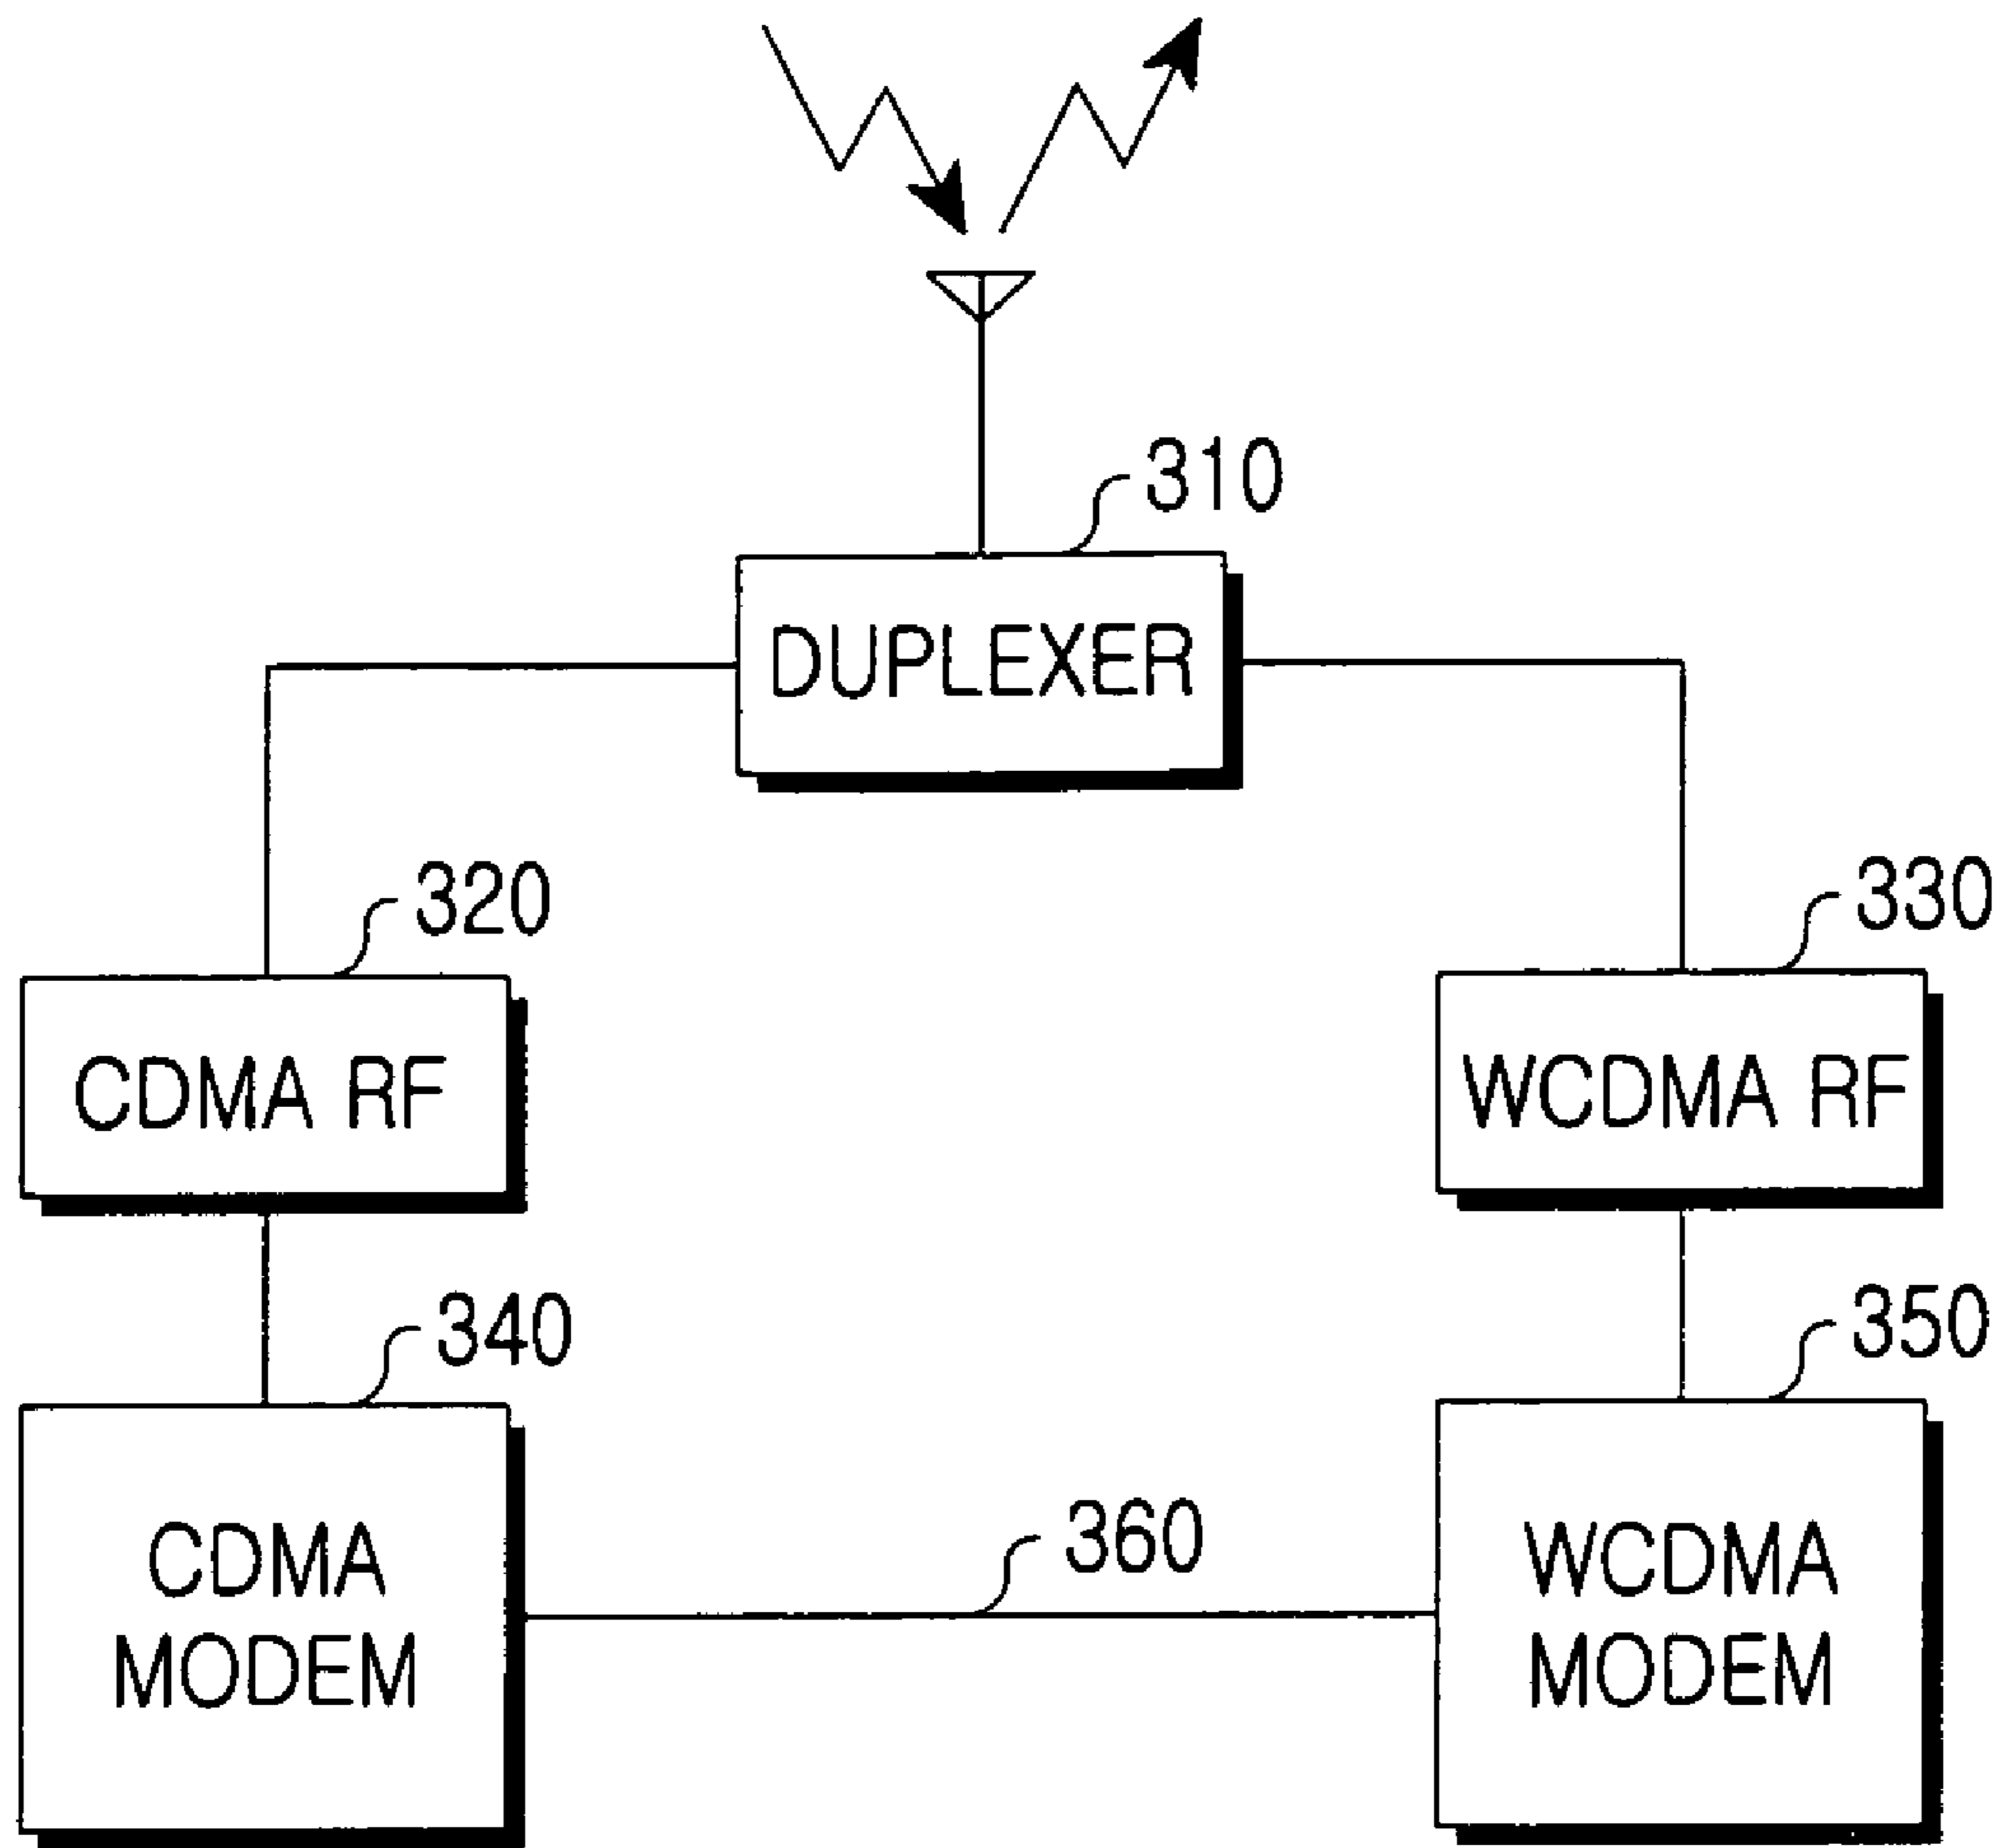 310
DUPLEXER
320
330
CDMA RF
WCDMA RF
340
350
CDMA
MODEM
360
WCDMA
MODEM